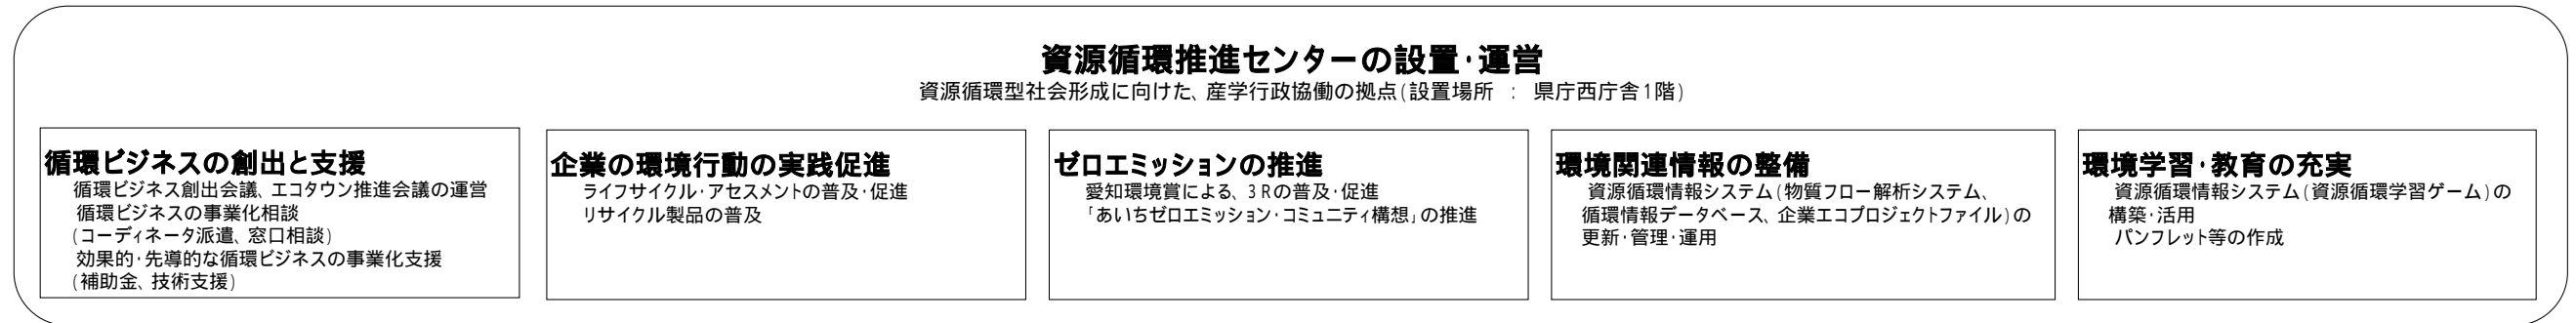 資源循環推進センターの設置・運営
資源循環型社会形成に向けた、産学行政協働の拠点(設置場所 : 県庁西庁舎1階)
循環ビジネスの創出と支援
循環ビジネス創出会議、エコタウン推進会議の運営
循環ビジネスの事業化相談
(コーディネータ派遣、窓口相談)
効果的・先導的な循環ビジネスの事業化支援
(補助金、技術支援)
企業の環境行動の実践促進
ライフサイクル・アセスメントの普及・促進
リサイクル製品の普及
ゼロエミッションの推進
愛知環境賞による、3Rの普及・促進
「あいちゼロエミッション・コミュニティ構想」の推進
環境関連情報の整備
資源循環情報システム(物質フロー解析システム、
循環情報データベース、企業エコプロジェクトファイル)の
更新・管理・運用
環境学習・教育の充実
資源循環情報システム(資源循環学習ゲーム)の
構築・活用
パンフレット等の作成